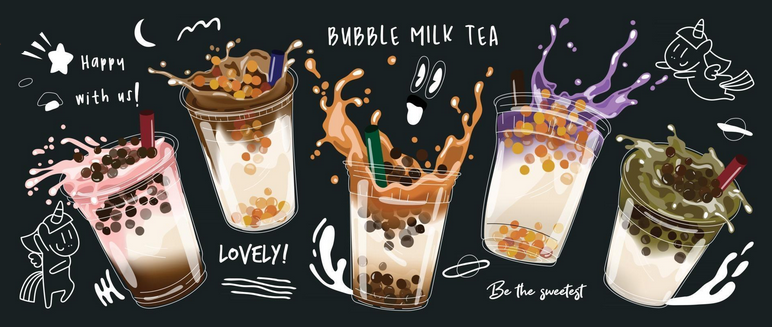 BUBBLE MILK TEA
Happy
with us!
LOVELY!
Be the sweetest